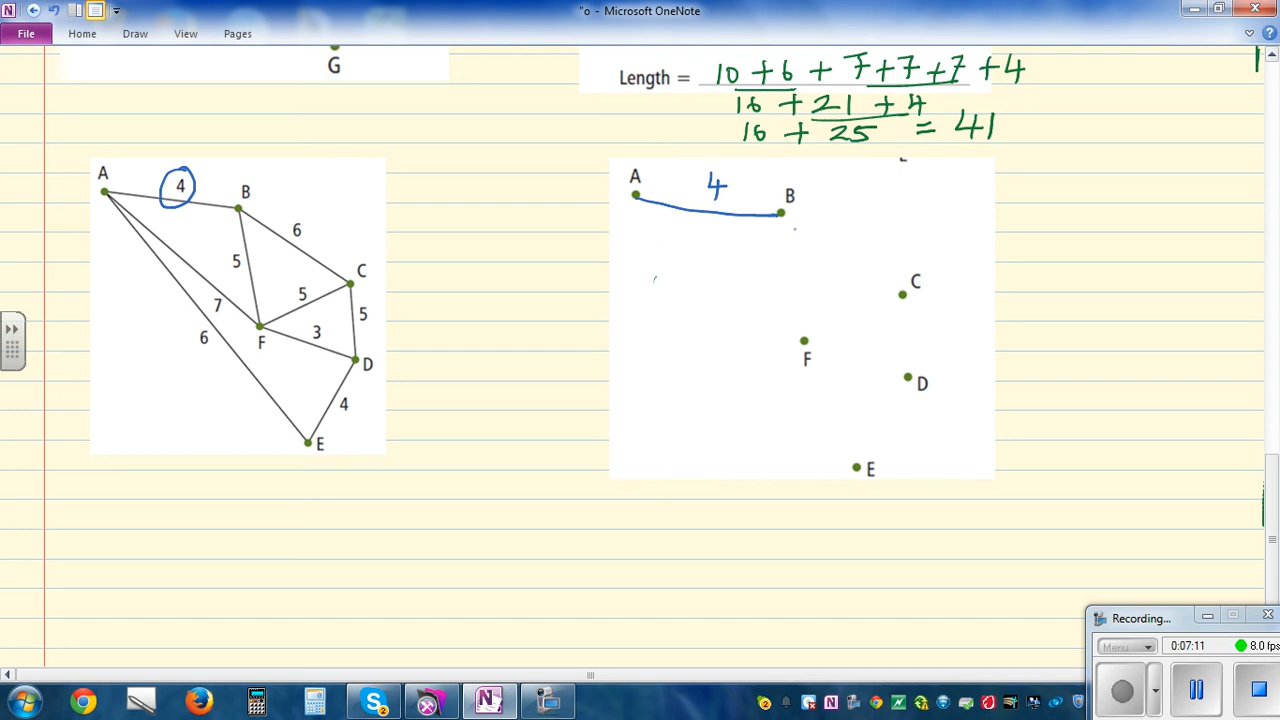 "o - Microsoft OneNote
File Home Draw View Pages
G
Length = 10 + 6 + 7 + 7 + 7 + 4
16 + 21 + 4
16 + 25 = 41
A
4
B
6
5
C
7
5
5
6
F
3
D
4
E
A
4
B
C
F
D
E
Recording...
Menu
0:07:11
8.0 fps